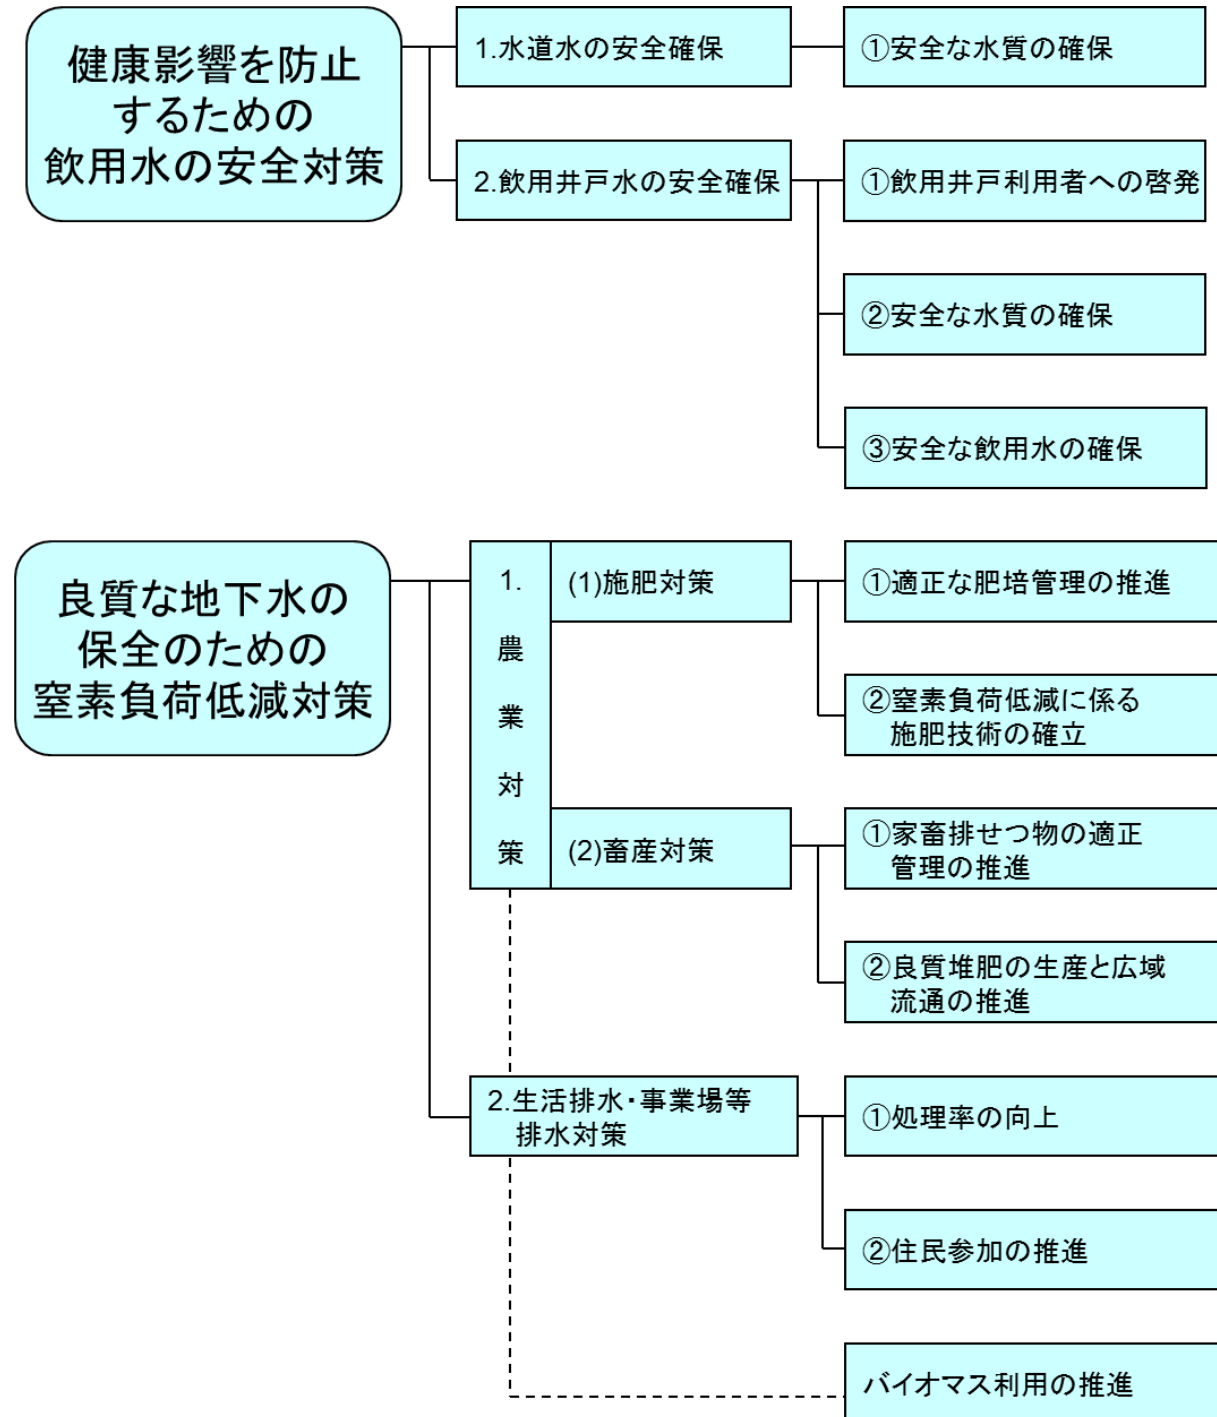 健康影響を防止
するための
飲用水の安全対策
1.水道水の安全確保
①安全な水質の確保
2.飲用井戸水の安全確保
①飲用井戸利用者への啓発
②安全な水質の確保
③安全な飲用水の確保
良質な地下水の
保全のための
窒素負荷低減対策
1.
農
業
対
策
(1)施肥対策
①適正な肥培管理の推進
②窒素負荷低減に係る
施肥技術の確立
(2)畜産対策
①家畜排せつ物の適正
管理の推進
②良質堆肥の生産と広域
流通の推進
2.生活排水・事業場等
排水対策
①処理率の向上
②住民参加の推進
バイオマス利用の推進